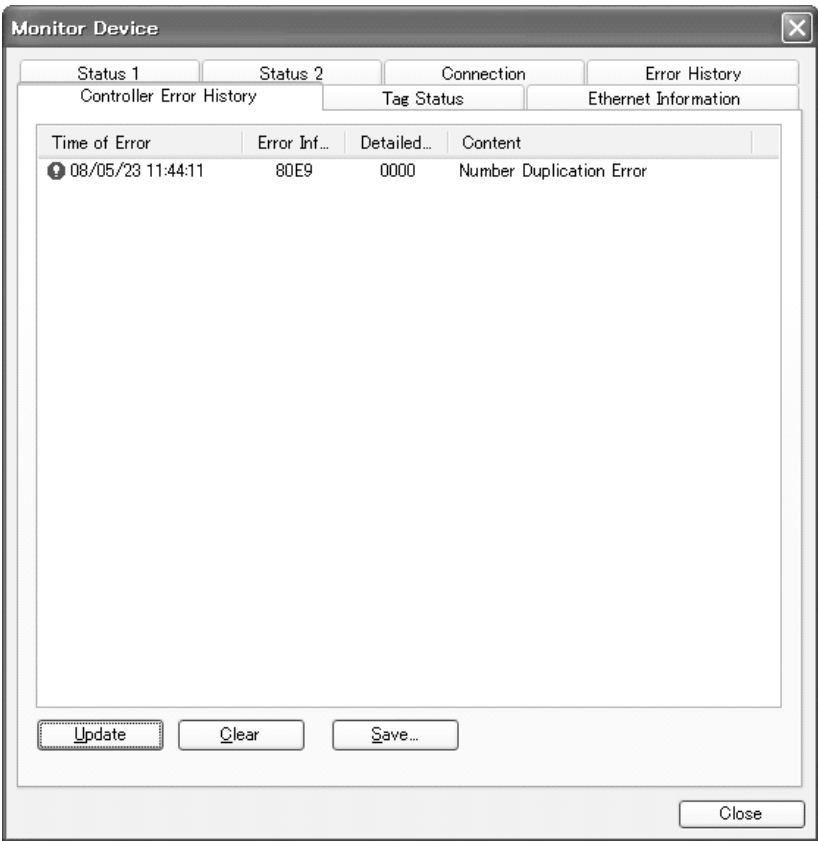 Monitor Device
Status 1 Status 2 Connection Error History
Controller Error History Tag Status Ethernet Information
Time of Error Error Inf... Detailed... Content
08/05/23 11:44:11 80E9 0000 Number Duplication Error
Update Clear Save...
Close